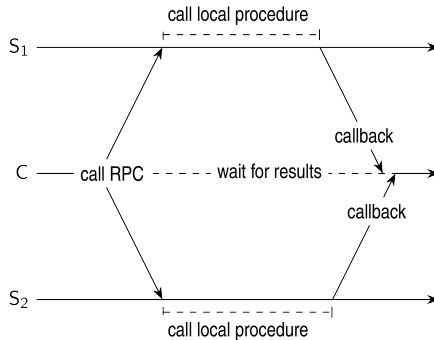 call local procedure
S₁
callback
C call RPC wait for results
callback
S₂
call local procedure